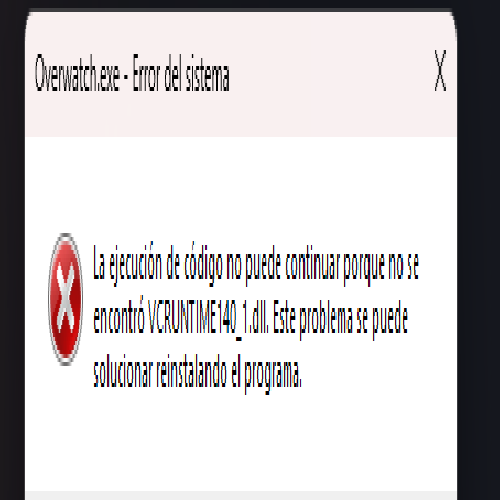 Overwatch.exe - Error del sistema
X
La ejecución de código no puede continuar porque no se
encontró VCRUNTIME140_1.dll. Este problema se puede
solucionar reinstalando el programa.